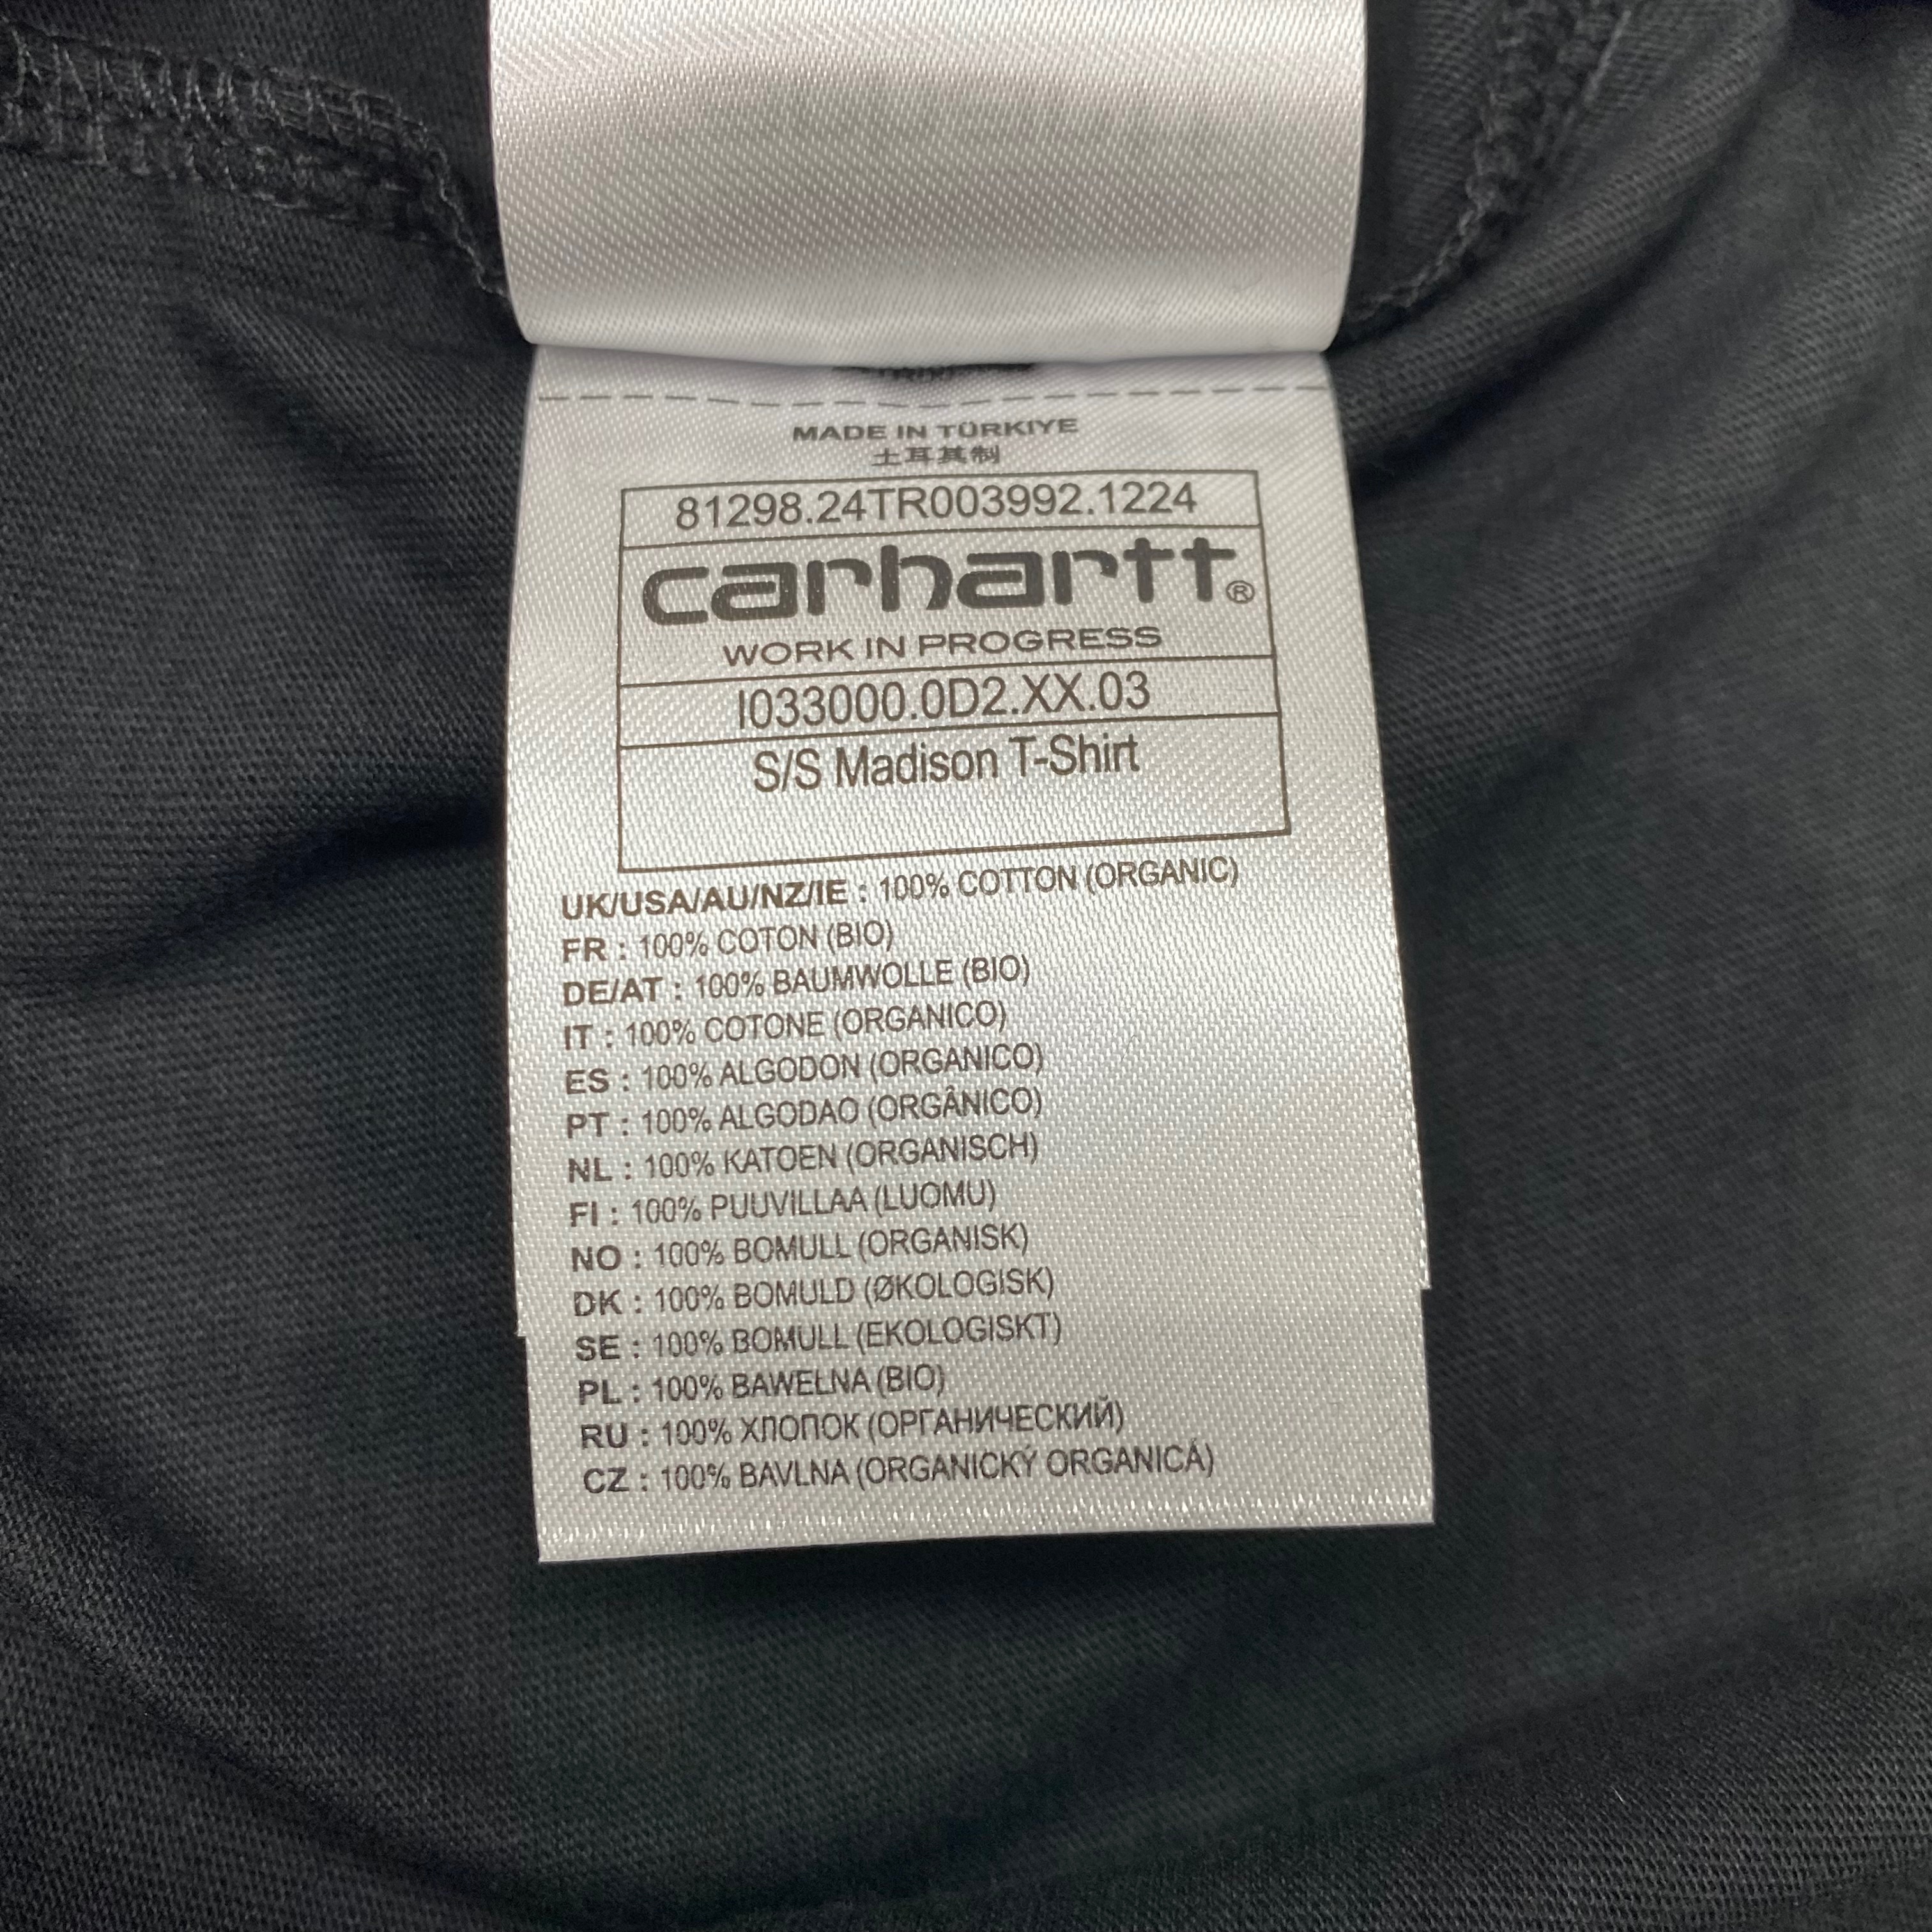 MADE IN TÜRKIYE
土耳其制
81298.24TR003992.1224
carhartt®
WORK IN PROGRESS
I033000.0D2.XX.03
S/S Madison T-Shirt
UK/USA/AU/NZ/IE : 100% COTTON (ORGANIC)
FR : 100% COTON (BIO)
DE/AT : 100% BAUMWOLLE (BIO)
IT : 100% COTONE (ORGANICO)
ES : 100% ALGODON (ORGANICO)
PT : 100% ALGODAO (ORGÂNICO)
NL : 100% KATOEN (ORGANISCH)
FI : 100% PUUVILLAA (LUOMU)
NO : 100% BOMULL (ORGANISK)
DK : 100% BOMULD (ØKOLOGISK)
SE : 100% BOMULL (EKOLOGISKT)
PL : 100% BAWEŁNA (BIO)
RU : 100% ХЛОПОК (ОРГАНИЧЕСКИЙ)
CZ : 100% BAVLNA (ORGANICKÝ ORGANICÁ)